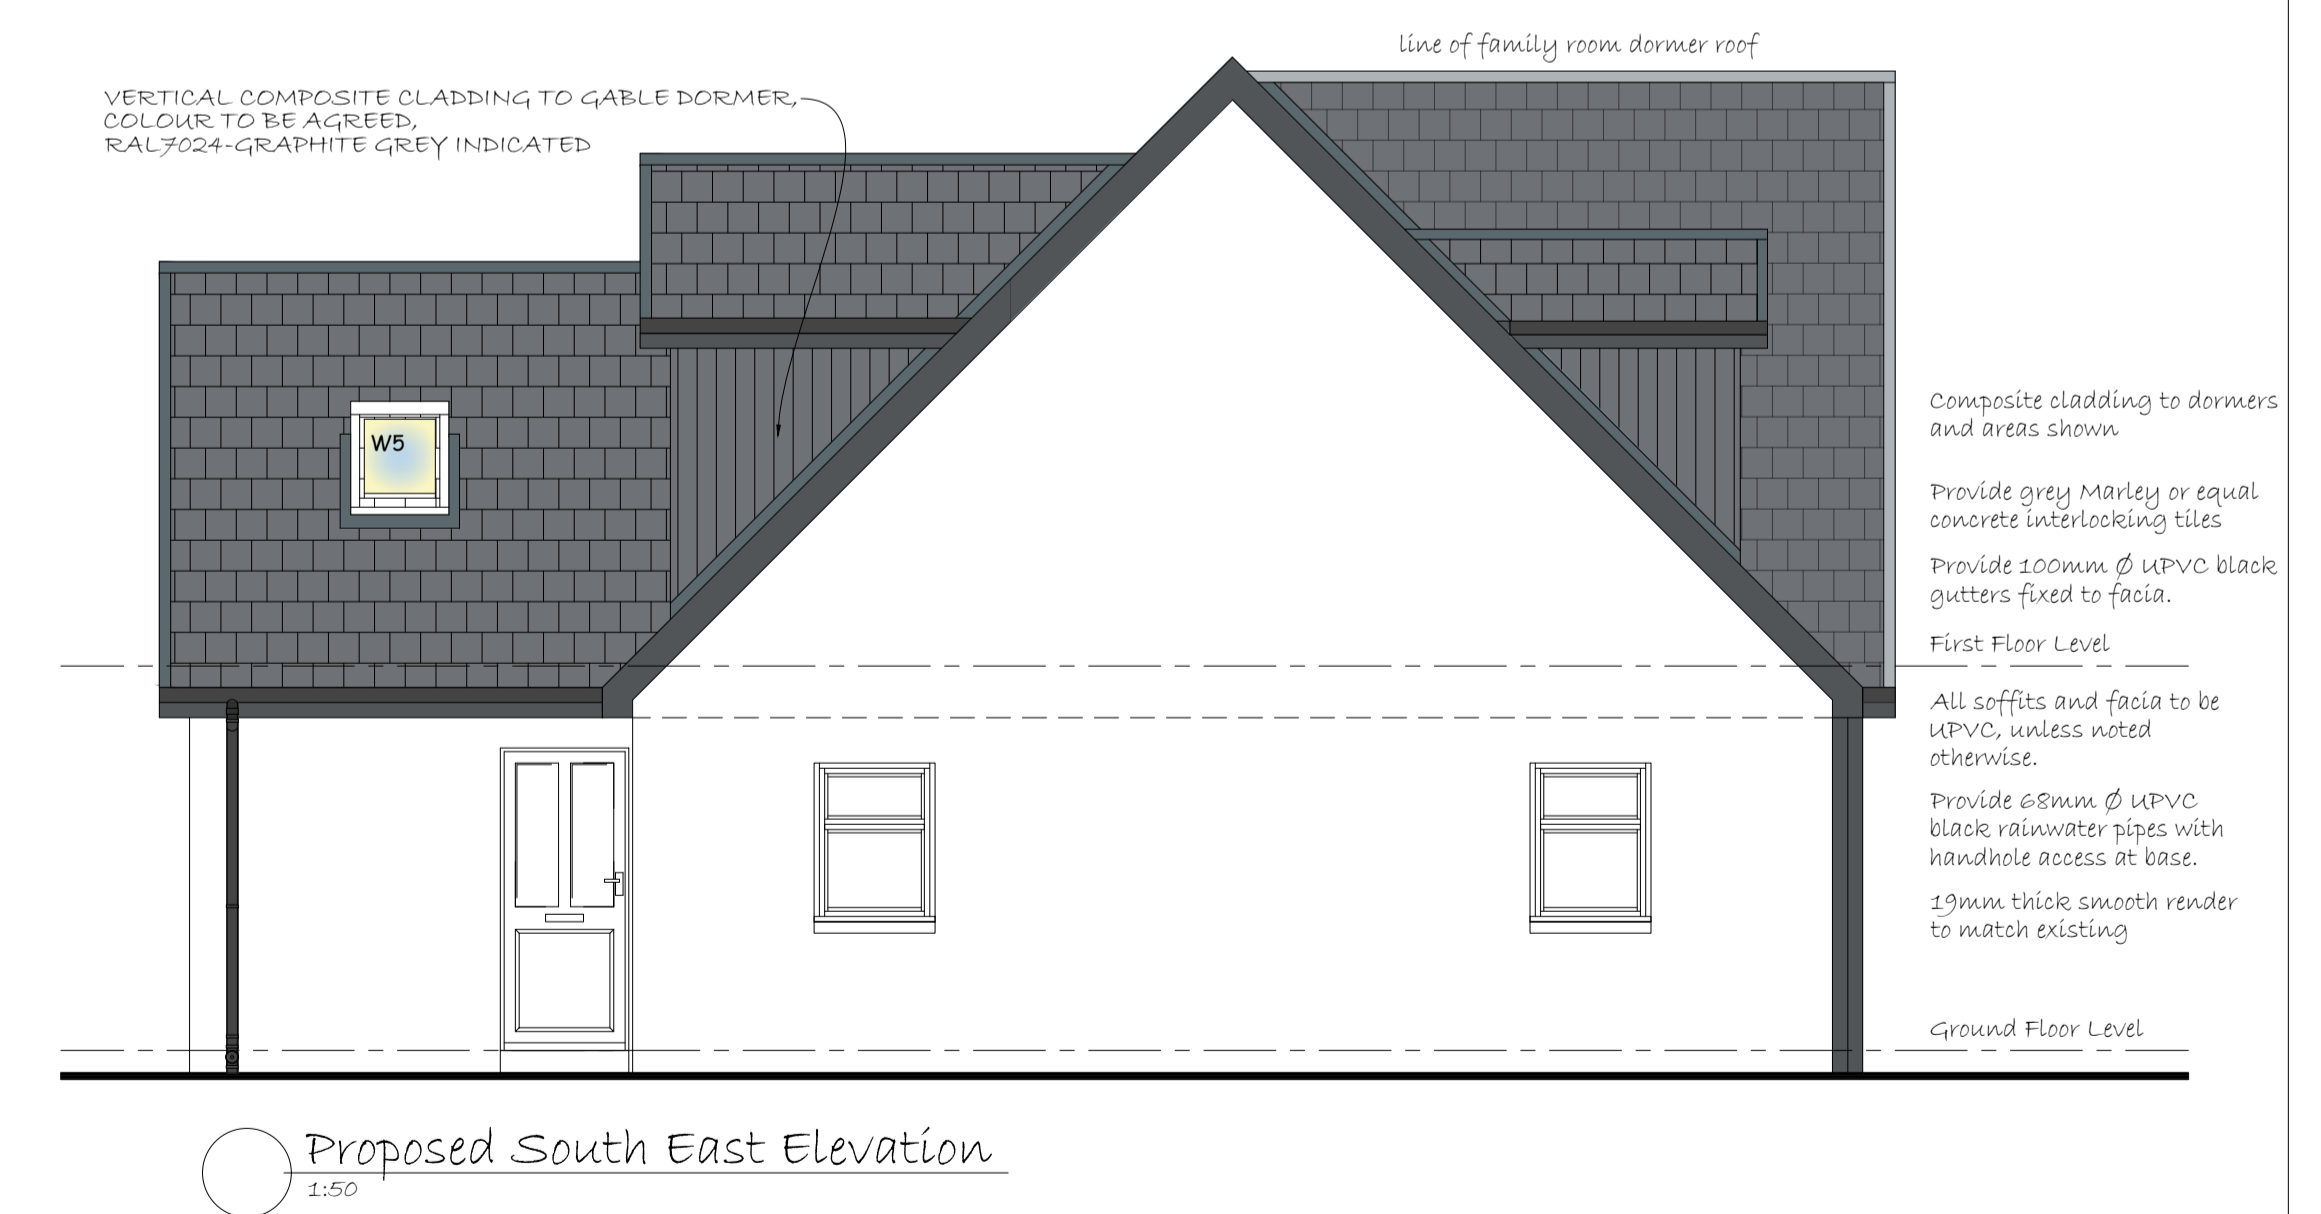 line of family room dormer roof
VERTICAL COMPOSITE CLADDING TO GABLE DORMER,
COLOUR TO BE AGREED,
RAL7024-GRAPHITE GREY INDICATED
W5
Composite cladding to dormers
and areas shown
Provide grey Marley or equal
concrete interlocking tiles
Provide 100mm Ø UPVC black
gutters fixed to facia.
First Floor Level
All soffits and facia to be
UPVC, unless noted
otherwise.
Provide 68mm Ø UPVC
black rainwater pipes with
handhole access at base.
19mm thick smooth render
to match existing
Ground Floor Level
Proposed South East Elevation
1:50